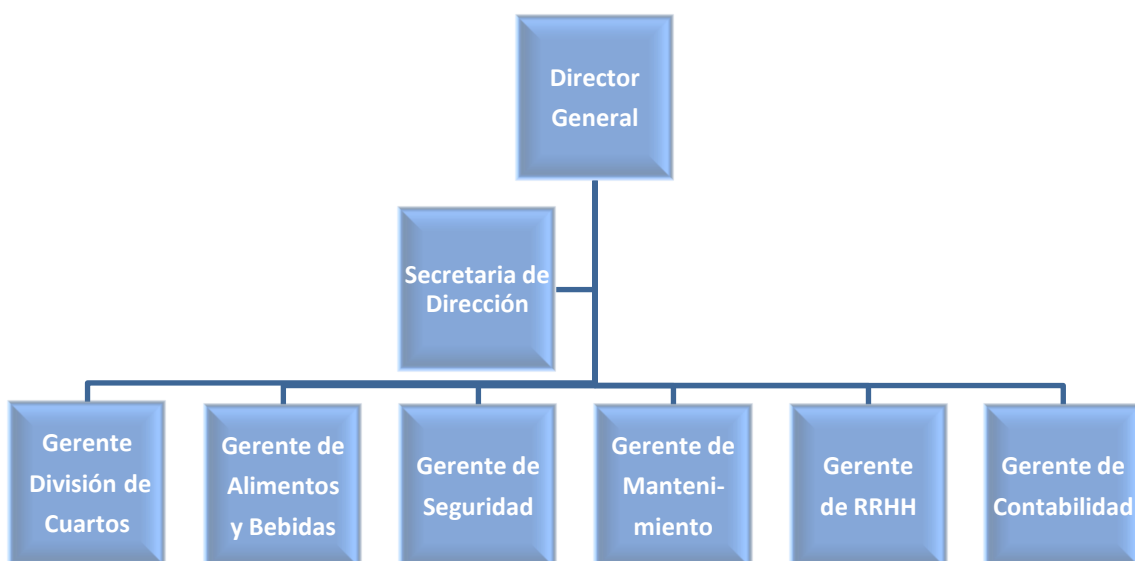 Director
General
Secretaria de
Dirección
Gerente
División de
Cuartos
Gerente de
Alimentos
y Bebidas
Gerente de
Seguridad
Gerente de
Manteni-
miento
Gerente
de RRHH
Gerente de
Contabilidad